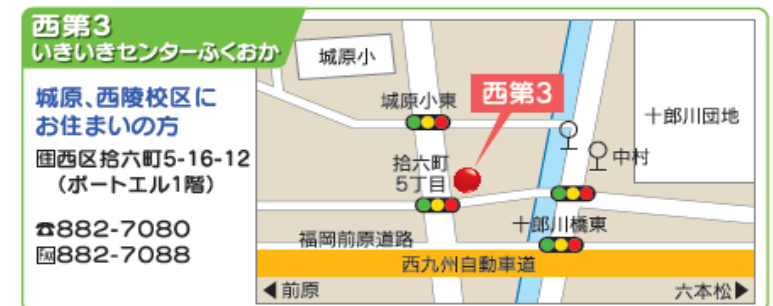 西第3
いきいきセンターふくおか
城原、西陵校区に
お住まいの方
住西区拾六町5-16-12
（ポートエル1階）
☎882-7080
FAX882-7088
城原小
城原小東
西第3
十郎川団地
拾六町
5丁目
中村
十郎川橋東
福岡前原道路
西九州自動車道
◀前原
六本松▶